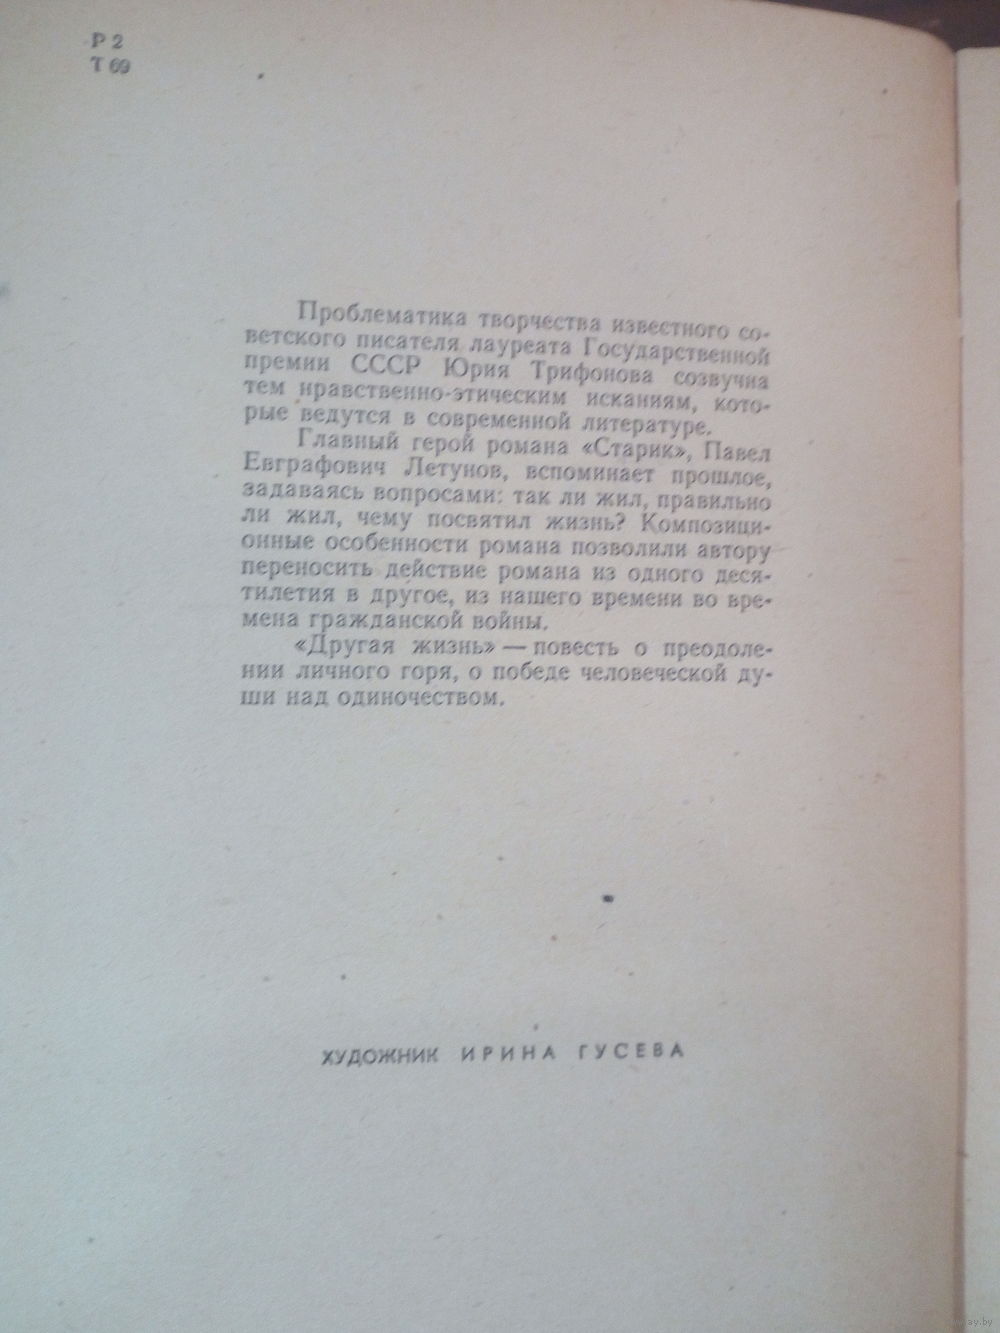 Р 2
Т 69
Проблематика творчества известного со-
ветского писателя лауреата Государственной
премии СССР Юрия Трифонова созвучна
тем нравственно-этическим исканиям, кото-
рые ведутся в современной литературе.
Главный герой романа «Старик», Павел
Евграфович Летунов, вспоминает прошлое,
задаваясь вопросами: так ли жил, правильно
ли жил, чему посвятил жизнь? Композици-
онные особенности романа позволили автору
переносить действие романа из одного деся-
тилетия в другое, из нашего времени во вре-
мена гражданской войны.
«Другая жизнь» — повесть о преодоле-
нии личного горя, о победе человеческой ду-
ши над одиночеством.
ХУДОЖНИК ИРИНА ГУСЕВА